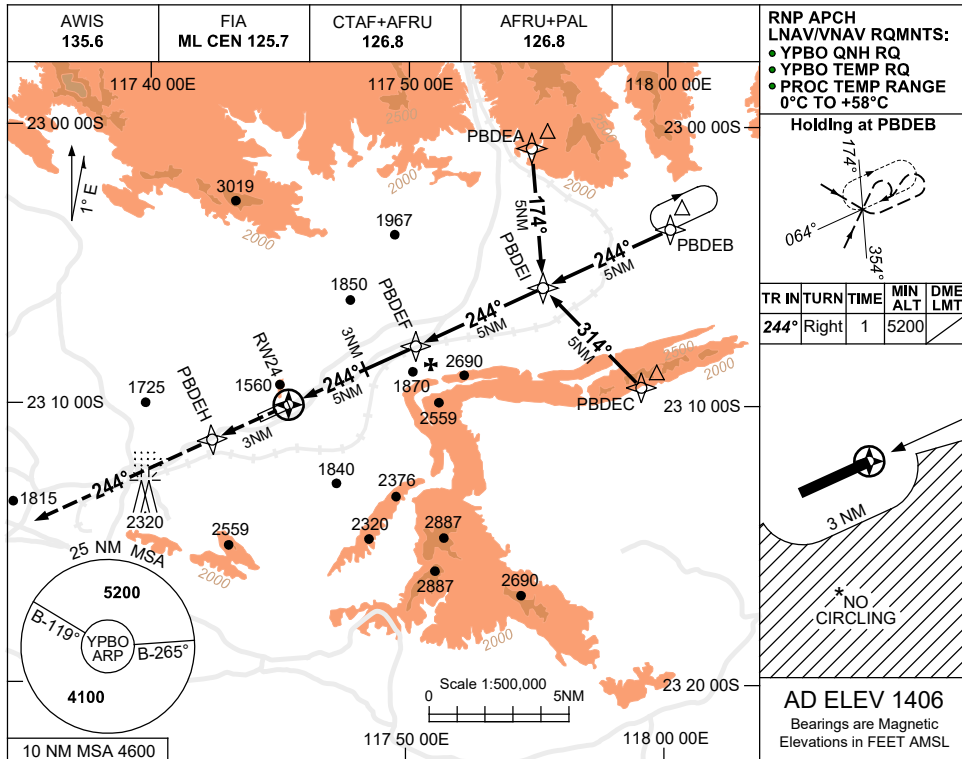 AWIS
135.6
FIA
ML CEN 125.7
CTAF+AFRU
126.8
AFRU+PAL
126.8
RNP APCH
LNAV/VNAV RQMNTS:
YPBO QNH RQ
YPBO TEMP RQ
PROC TEMP RANGE
0°C TO +58°C
117 40 00E
117 50 00E
118 00 00E
23 00 00S
23 00 00S
2500
2000
PBDEA
2000
1° E
3019
2000
1967
174°
5NM
PBDEI
244°
5NM
PBDEB
1850
PBDEF
244°
5NM
314°
5NM
3NM
RW24
244°
5NM
2690
2500
2000
1870
1725
PBDEH
1560
23 10 00S
2559
PBDEC
23 10 00S
3NM
244°
1840
2376
1815
2320
2559
2000
2320
2887
2887
2690
2000
25 NM MSA
5200
B-119°
YPBO
ARP
B-265°
4100
10 NM MSA 4600
Scale 1:500,000
0
5NM
23 20 00S
117 50 00E
118 00 00E
Holding at PBDEB
174°
064°
354°
TR IN TURN TIME MIN ALT DME LMT
244° Right 1 5200
3 NM
*NO
CIRCLING
AD ELEV 1406
Bearings are Magnetic
Elevations in FEET AMSL